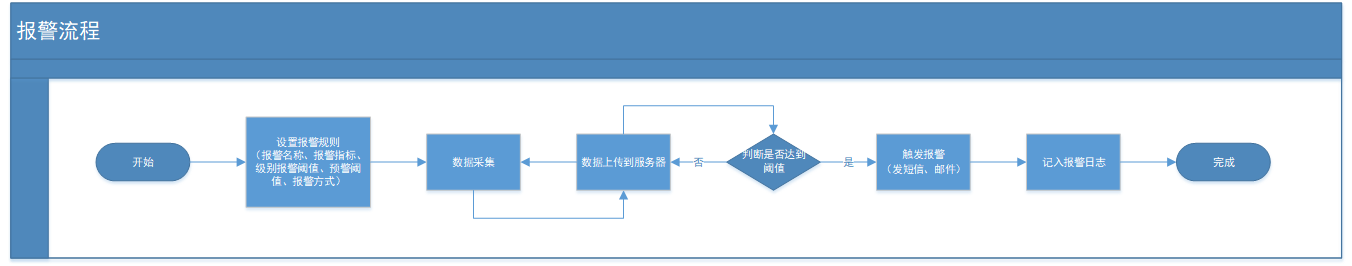 报警流程
开始
设置报警规则
（报警名称、报警指标、
级别报警阈值、预警阈
值、报警方式）
数据采集
数据上传到服务器
否
判断是否达到
阈值
是
触发报警
（发短信、邮件）
记入报警日志
完成